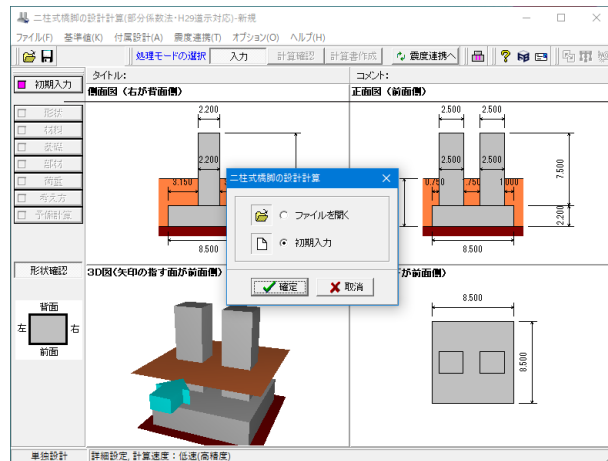 二柱式橋脚の設計計算(部分係数法・H29道示対応)-新規
ファイル(F) 基準値(K) 付属設計(A) 震度連携(T) オプション(O) ヘルプ(H)
処理モードの選択 入力 計算確認 計算書作成 震度連携へ
初期入力
形状
材料
基礎
部材
荷重
考え方
予備計算
形状確認
背面
左 右
前面
タイトル:
コメント:
側面図 (右が背面側)
2.200
2.200
3.150
8.500
正面図 (前面側)
2.500 2.500
2.500 2.500
0.750 .750 1.000
7.500
2.200
8.500
二柱式橋脚の設計計算
ファイルを開く
初期入力
確定 取消
3D図(矢印の指す面が前面側)
が前面側)
8.500
8.500
単独設計 詳細設定, 計算速度:低速(高精度)